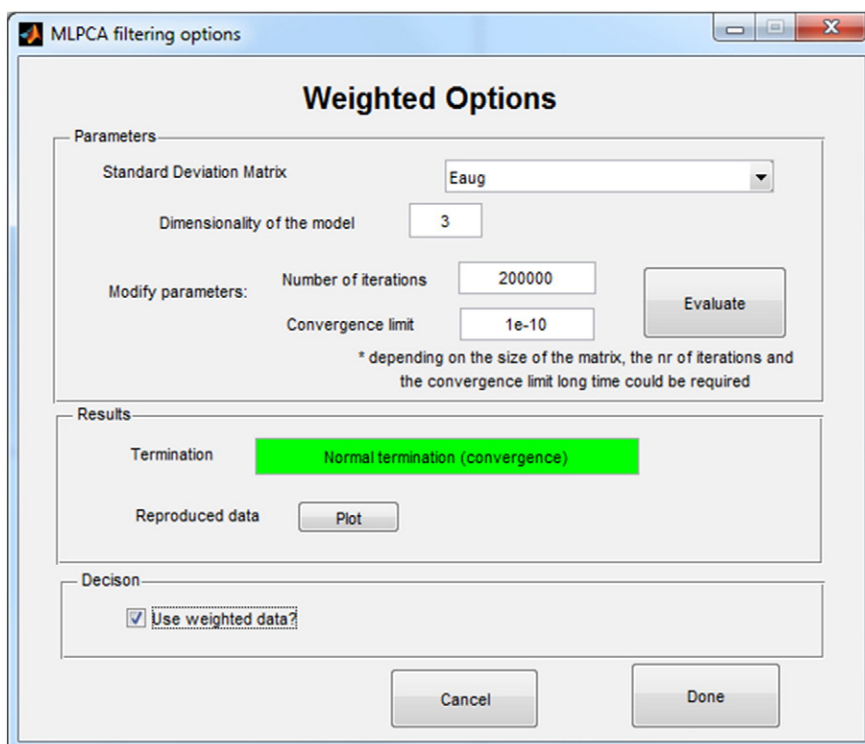 MLPCA filtering options
Weighted Options
Parameters
Standard Deviation Matrix
Eaug
Dimensionality of the model
3
Modify parameters:
Number of iterations
200000
Convergence limit
1e-10
Evaluate
* depending on the size of the matrix, the nr of iterations and
the convergence limit long time could be required
Results
Termination
Normal termination (convergence)
Reproduced data
Plot
Decison
Use weighted data?
Cancel
Done